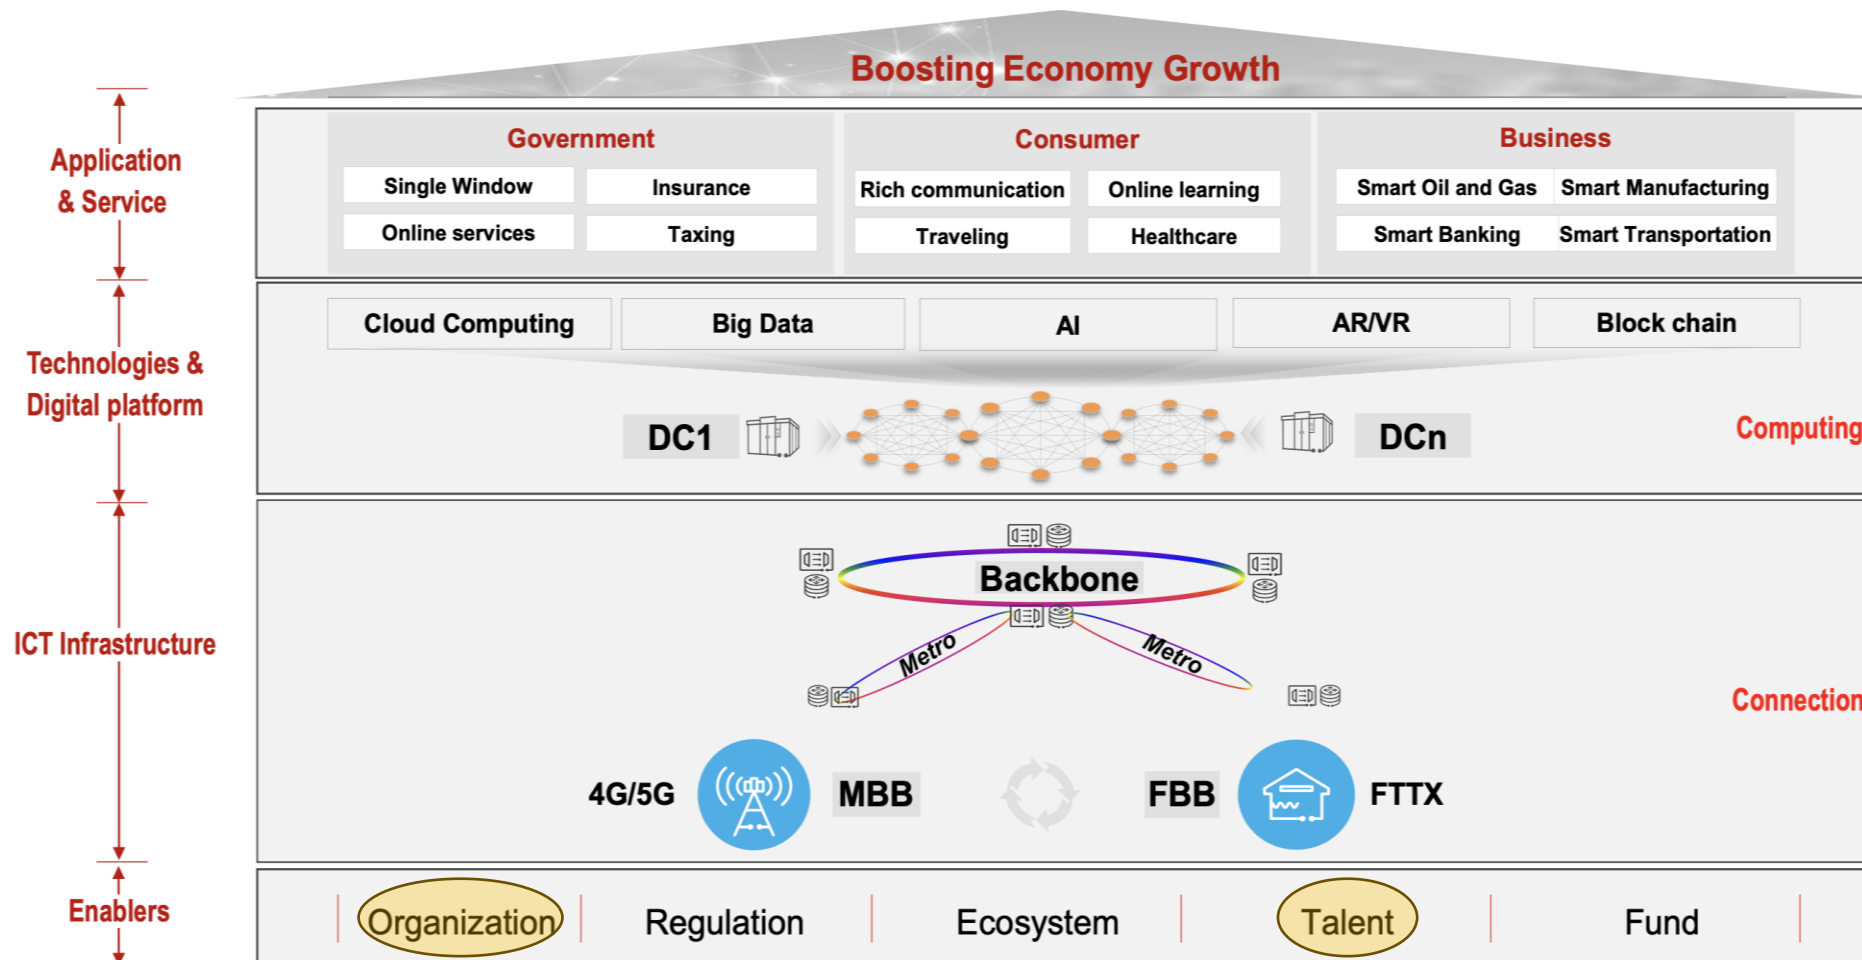 Boosting Economy Growth
Application
& Service
Government
Single Window
Insurance
Online services
Taxing
Consumer
Rich communication
Online learning
Traveling
Healthcare
Business
Smart Oil and Gas
Smart Manufacturing
Smart Banking
Smart Transportation
Technologies &
Digital platform
Cloud Computing
Big Data
AI
AR/VR
Block chain
DC1
DCn
Computing
ICT Infrastructure
Backbone
Metro
Metro
Connection
4G/5G
MBB
FBB
FTTX
Enablers
Organization
Regulation
Ecosystem
Talent
Fund